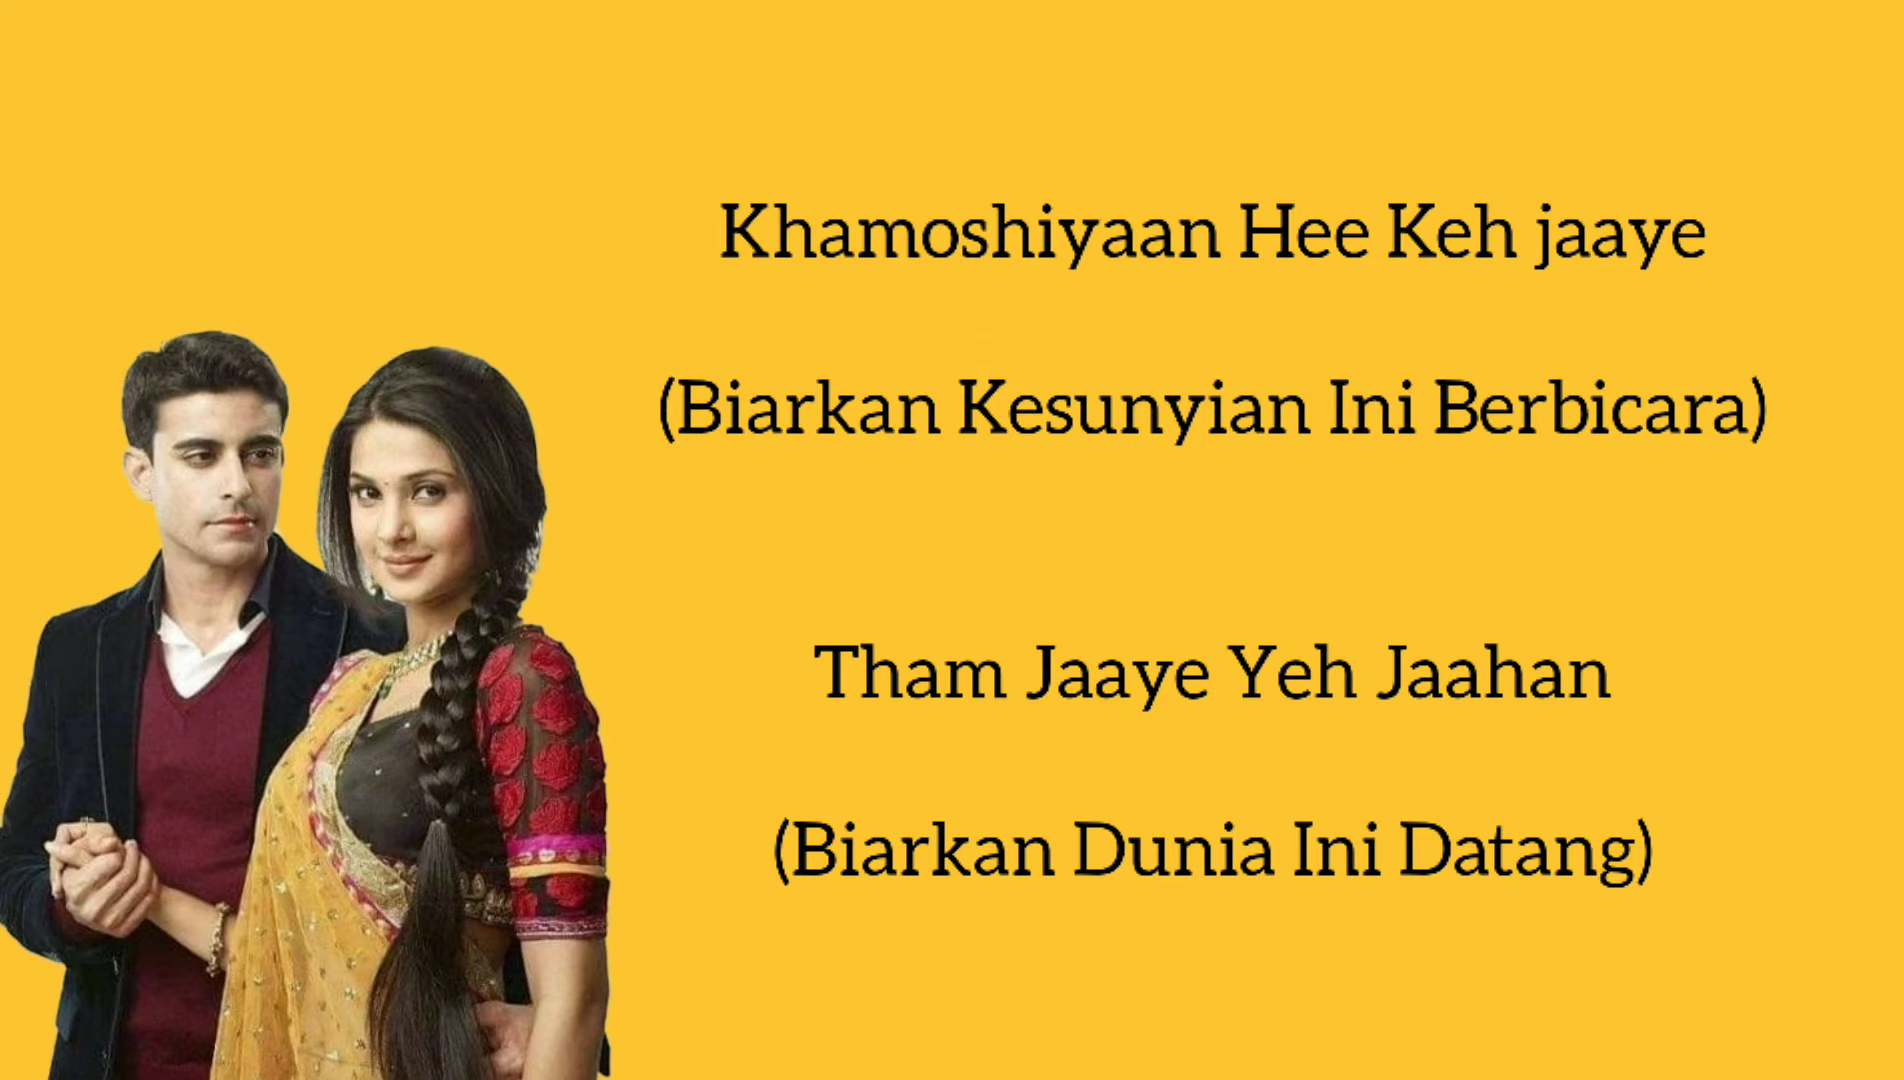 Khamoshiyaan Hee Keh jaaye
(Biarkan Kesunyian Ini Berbicara)
Tham Jaaye Yeh Jaahan
(Biarkan Dunia Ini Datang)